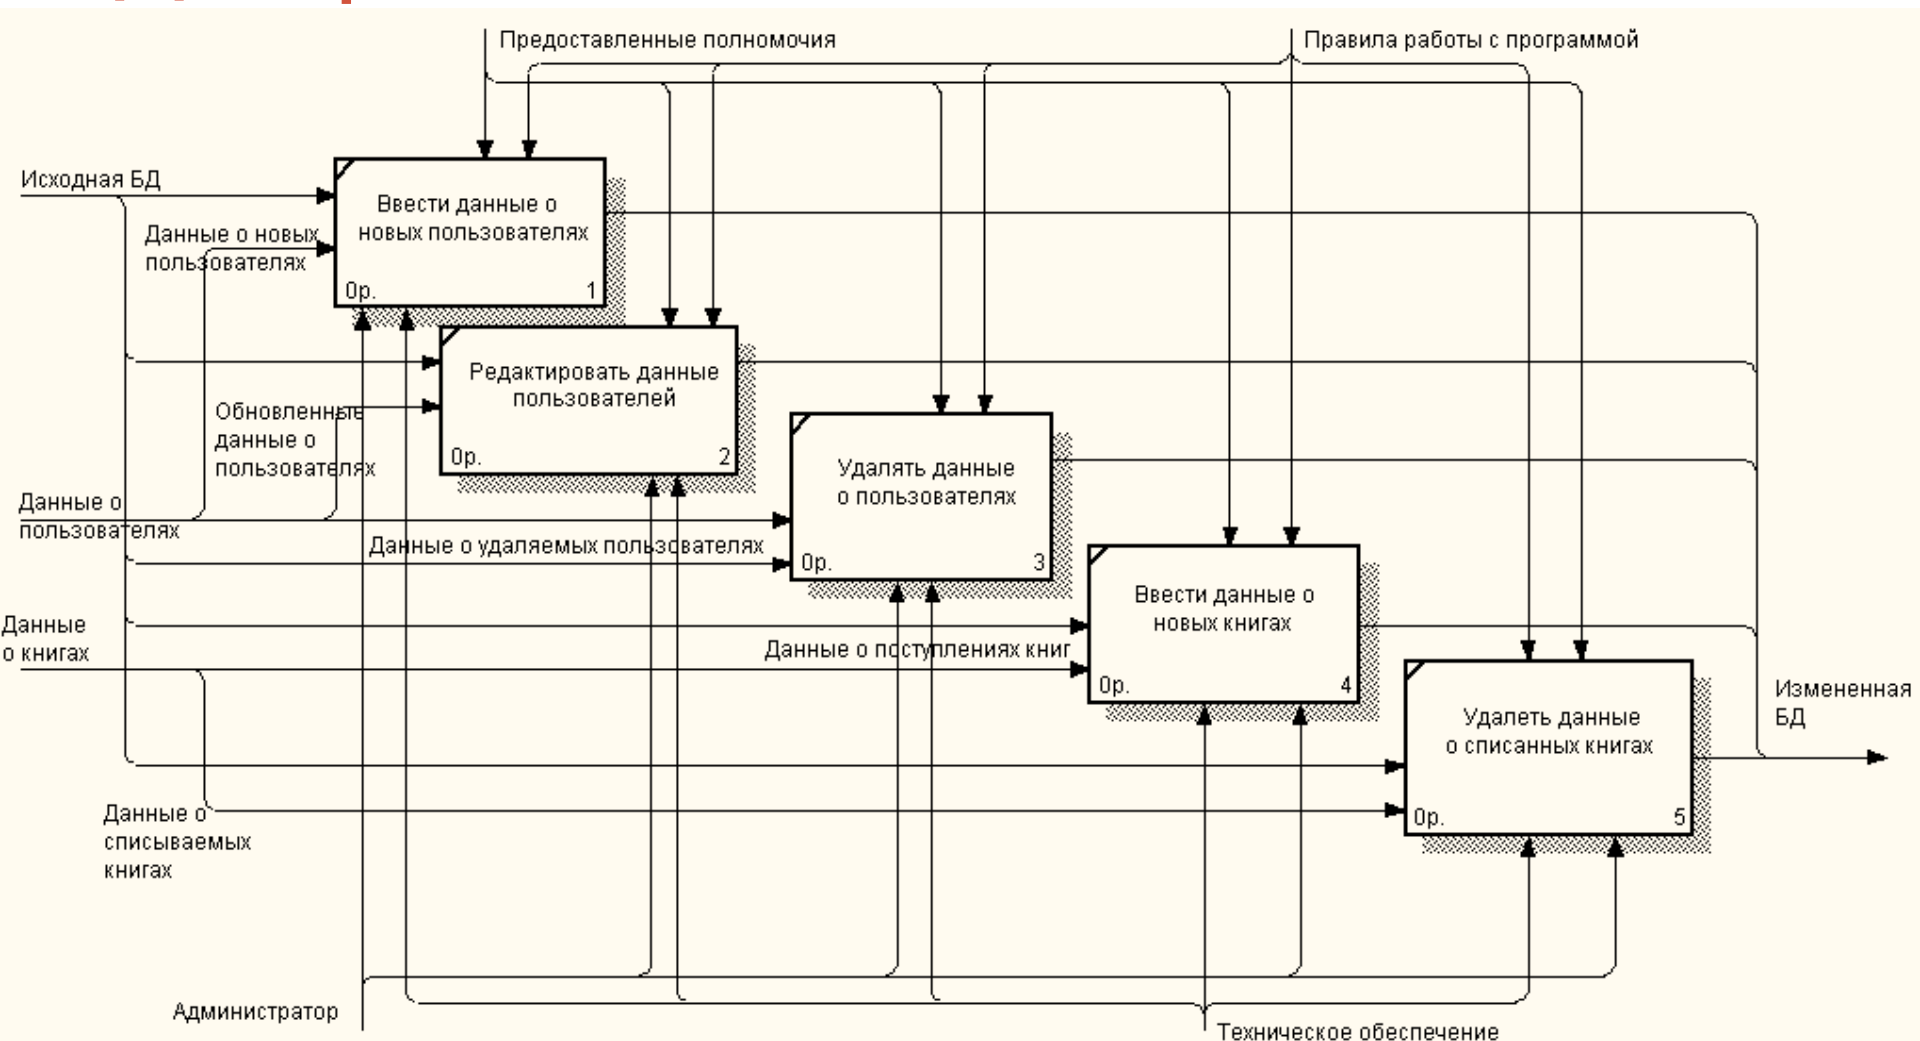 Предоставленные полномочия
Правила работы с программой
Исходная БД
Ввести данные о
новых пользователях
0р.
1
Данные о новых
пользователях
Редактировать данные
пользователей
0р.
2
Обновленные
данные о
пользователях
Удалять данные
о пользователях
0р.
3
Данные о
пользователях
Данные о удаляемых пользователях
Ввести данные о
новых книгах
0р.
4
Данные
о книгах
Данные о поступлениях книг
Удалеть данные
о списанных книгах
0р.
5
Измененная
БД
Данные о
списываемых
книгах
Администратор
Техническое обеспечение